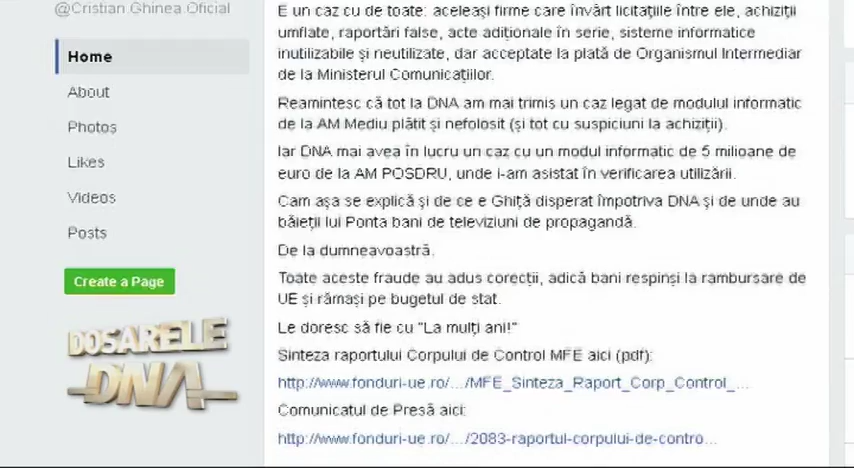 @Cristian Ghinea Oficial
Home
About
Photos
Likes
Videos
Posts
Create a Page
DOSARELE
DNA
E un caz cu de toate: aceleași firme care învârt licitațiile între ele, achiziții
umflate, raportări false, acte adiționale în serie, sisteme informatice
inutilizabile și neutilizate, dar acceptate la plată de Organismul Intermediar
de la Ministerul Comunicațiilor.
Reamintesc că tot la DNA am mai trimis un caz legat de modulul informatic
de la AM Mediu plătit și nefolosit (și tot cu suspiciuni la achiziții).
Iar DNA mai avea în lucru un caz cu un modul informatic de 5 milioane de
euro de la AM POSDRU, unde i-am asistat în verificarea utilizării.
Cam așa se explică și de ce e Ghiță disperat împotriva DNA și de unde au
băieții lui Ponta bani de televiziuni de propagandă.
De la dumneavoastră.
Toate aceste fraude au adus corecții, adică bani respinși la rambursare de
UE și rămași pe bugetul de stat.
Le doresc să fie cu "La mulți ani!"
Sinteza raportului Corpului de Control MFE aici (pdf):
http://www.fonduri-ue.ro/.../MFE_Sinteza_Raport_Corp_Control_...
Comunicatul de Presă aici:
http://www.fonduri-ue.ro/.../2083-raportul-corpului-de-contro...